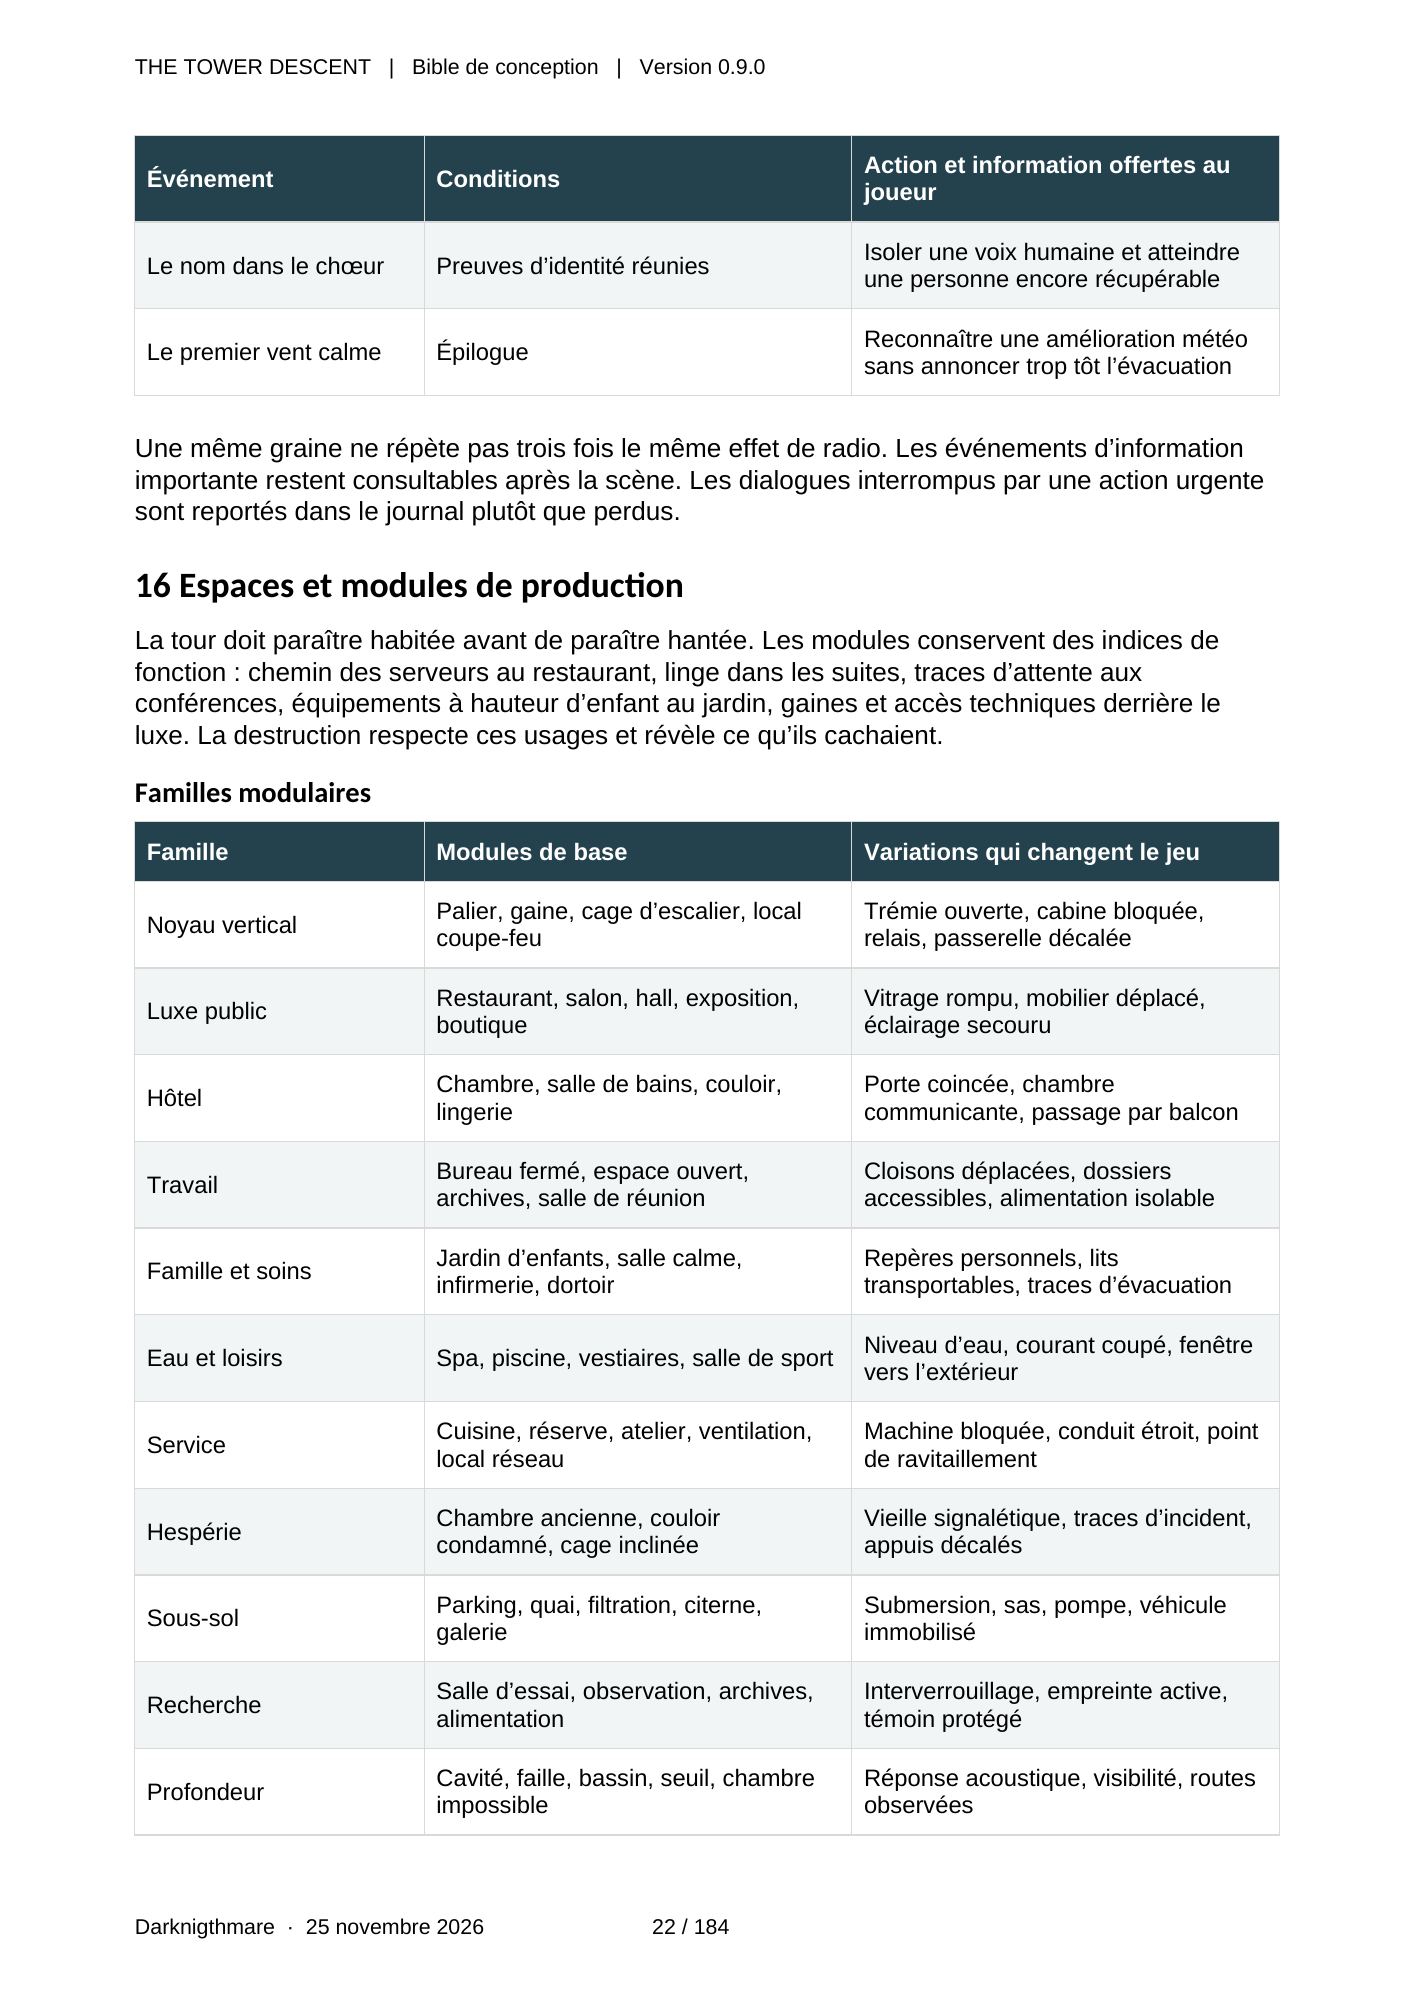 THE TOWER DESCENT | Bible de conception | Version 0.9.0
Événement
Conditions
Action et information offertes au
joueur
Le nom dans le chœur
Preuves d’identité réunies
Isoler une voix humaine et atteindre
une personne encore récupérable
Le premier vent calme
Épilogue
Reconnaître une amélioration météo
sans annoncer trop tôt l’évacuation
Une même graine ne répète pas trois fois le même effet de radio. Les événements d’information
importante restent consultables après la scène. Les dialogues interrompus par une action urgente
sont reportés dans le journal plutôt que perdus.
16 Espaces et modules de production
La tour doit paraître habitée avant de paraître hantée. Les modules conservent des indices de
fonction : chemin des serveurs au restaurant, linge dans les suites, traces d’attente aux
conférences, équipements à hauteur d’enfant au jardin, gaines et accès techniques derrière le
luxe. La destruction respecte ces usages et révèle ce qu’ils cachaient.
Familles modulaires
Famille
Modules de base
Variations qui changent le jeu
Noyau vertical
Palier, gaine, cage d’escalier, local
coupe-feu
Trémie ouverte, cabine bloquée,
relais, passerelle décalée
Luxe public
Restaurant, salon, hall, exposition,
boutique
Vitrage rompu, mobilier déplacé,
éclairage secouru
Hôtel
Chambre, salle de bains, couloir,
lingerie
Porte coincée, chambre
communicante, passage par balcon
Travail
Bureau fermé, espace ouvert,
archives, salle de réunion
Cloisons déplacées, dossiers
accessibles, alimentation isolable
Famille et soins
Jardin d’enfants, salle calme,
infirmerie, dortoir
Repères personnels, lits
transportables, traces d’évacuation
Eau et loisirs
Spa, piscine, vestiaires, salle de sport
Niveau d’eau, courant coupé, fenêtre
vers l’extérieur
Service
Cuisine, réserve, atelier, ventilation,
local réseau
Machine bloquée, conduit étroit, point
de ravitaillement
Hespérie
Chambre ancienne, couloir
condamné, cage inclinée
Vieille signalétique, traces d’incident,
appuis décalés
Sous-sol
Parking, quai, filtration, citerne,
galerie
Submersion, sas, pompe, véhicule
immobilisé
Recherche
Salle d’essai, observation, archives,
alimentation
Interverrouillage, empreinte active,
témoin protégé
Profondeur
Cavité, faille, bassin, seuil, chambre
impossible
Réponse acoustique, visibilité, routes
observées
Darknigthmare · 25 novembre 2026
22 / 184